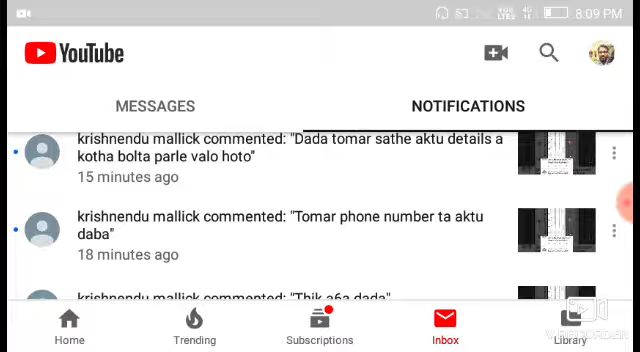 8:09 PM
YouTube
MESSAGES
NOTIFICATIONS
krishnendu mallick commented: "Dada tomar sathe aktu details a
kotha bolta parle valo hoto"
15 minutes ago
krishnendu mallick commented: "Tomar phone number ta aktu
daba"
18 minutes ago
krishnendu mallick commented: "Thik a6a dada"
Home
Trending
Subscriptions
Inbox
Library